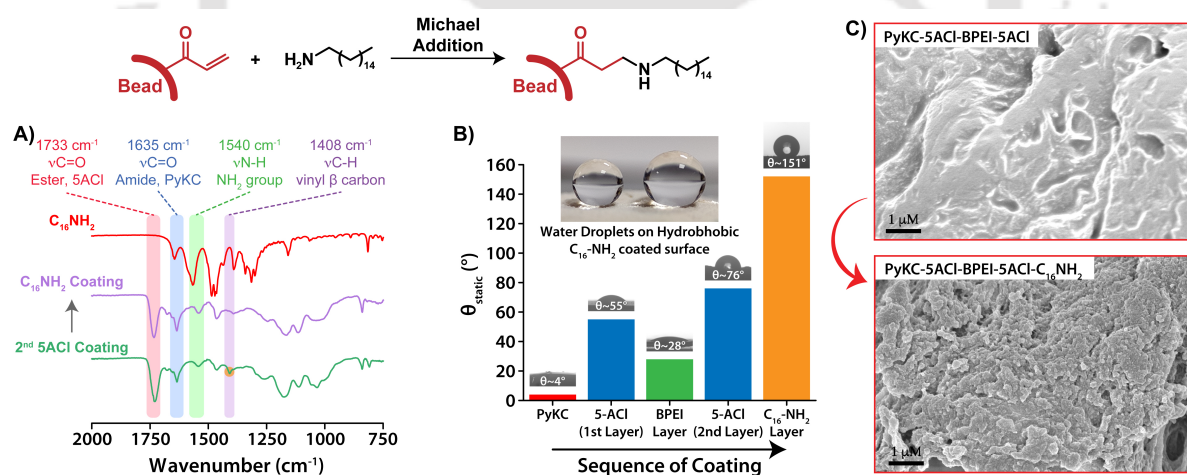 Michael
Addition
O
Bead
+
H₂N
14
O
Bead
N
H
14
A)
1733 cm⁻¹
νC=O
Ester, 5ACl
1635 cm⁻¹
νC=O
Amide, PyKC
1540 cm⁻¹
νN-H
NH₂ group
1408 cm⁻¹
νC-H
vinyl β carbon
C₁₆NH₂
C₁₆NH₂ Coating
2ⁿᵈ 5ACl Coating
2000 1750 1500 1250 1000 750
Wavenumber (cm⁻¹)
B)
θstatic (°)
160
140
120
100
80
60
40
20
0
Water Droplets on Hydrobhobic
C₁₆-NH₂ coated surface
θ~4°
θ~55°
θ~28°
θ~76°
θ~151°
PyKC
5-ACl
(1st Layer)
BPEI
Layer
5-ACl
(2nd Layer)
C₁₆-NH₂
Layer
Sequence of Coating
C)
PyKC-5ACl-BPEI-5ACl
1 µM
PyKC-5ACl-BPEI-5ACl-C₁₆NH₂
1 µM